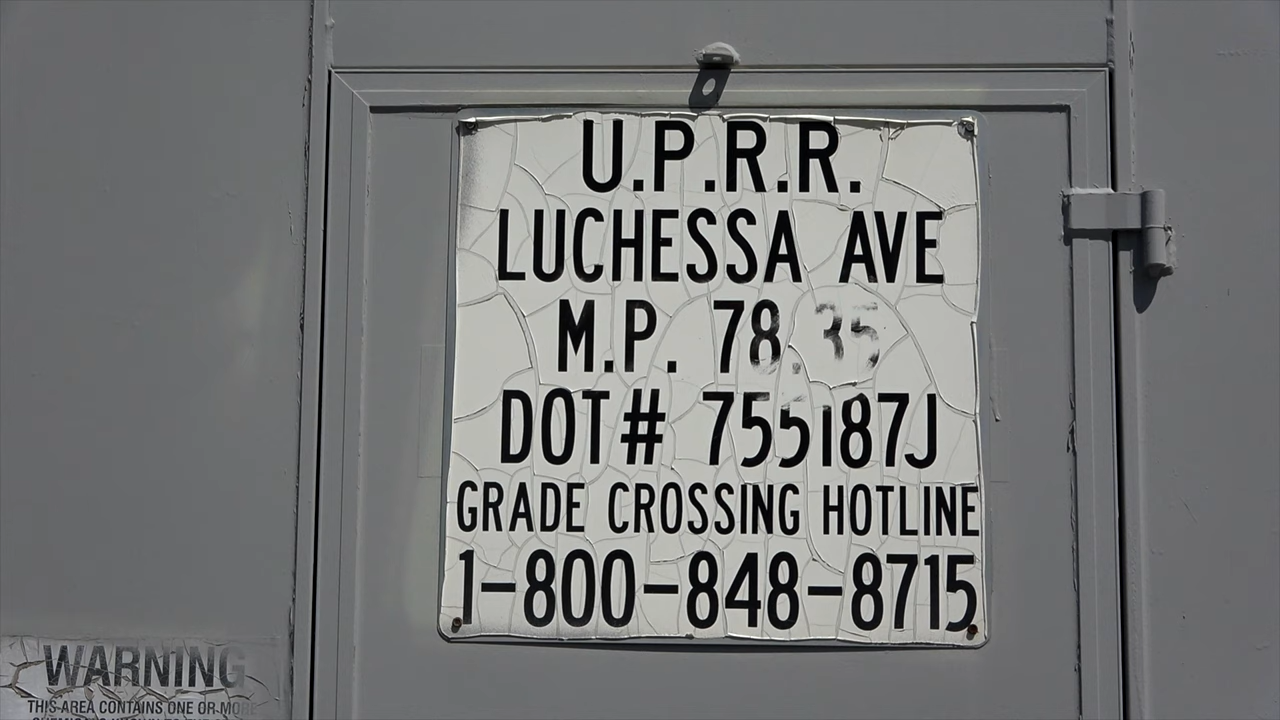 U.P.R.R.
LUCHESSA AVE
M.P. 78.35
DOT# 755187J
GRADE CROSSING HOTLINE
1-800-848-8715
WARNING
THIS AREA CONTAINS ONE OR MORE